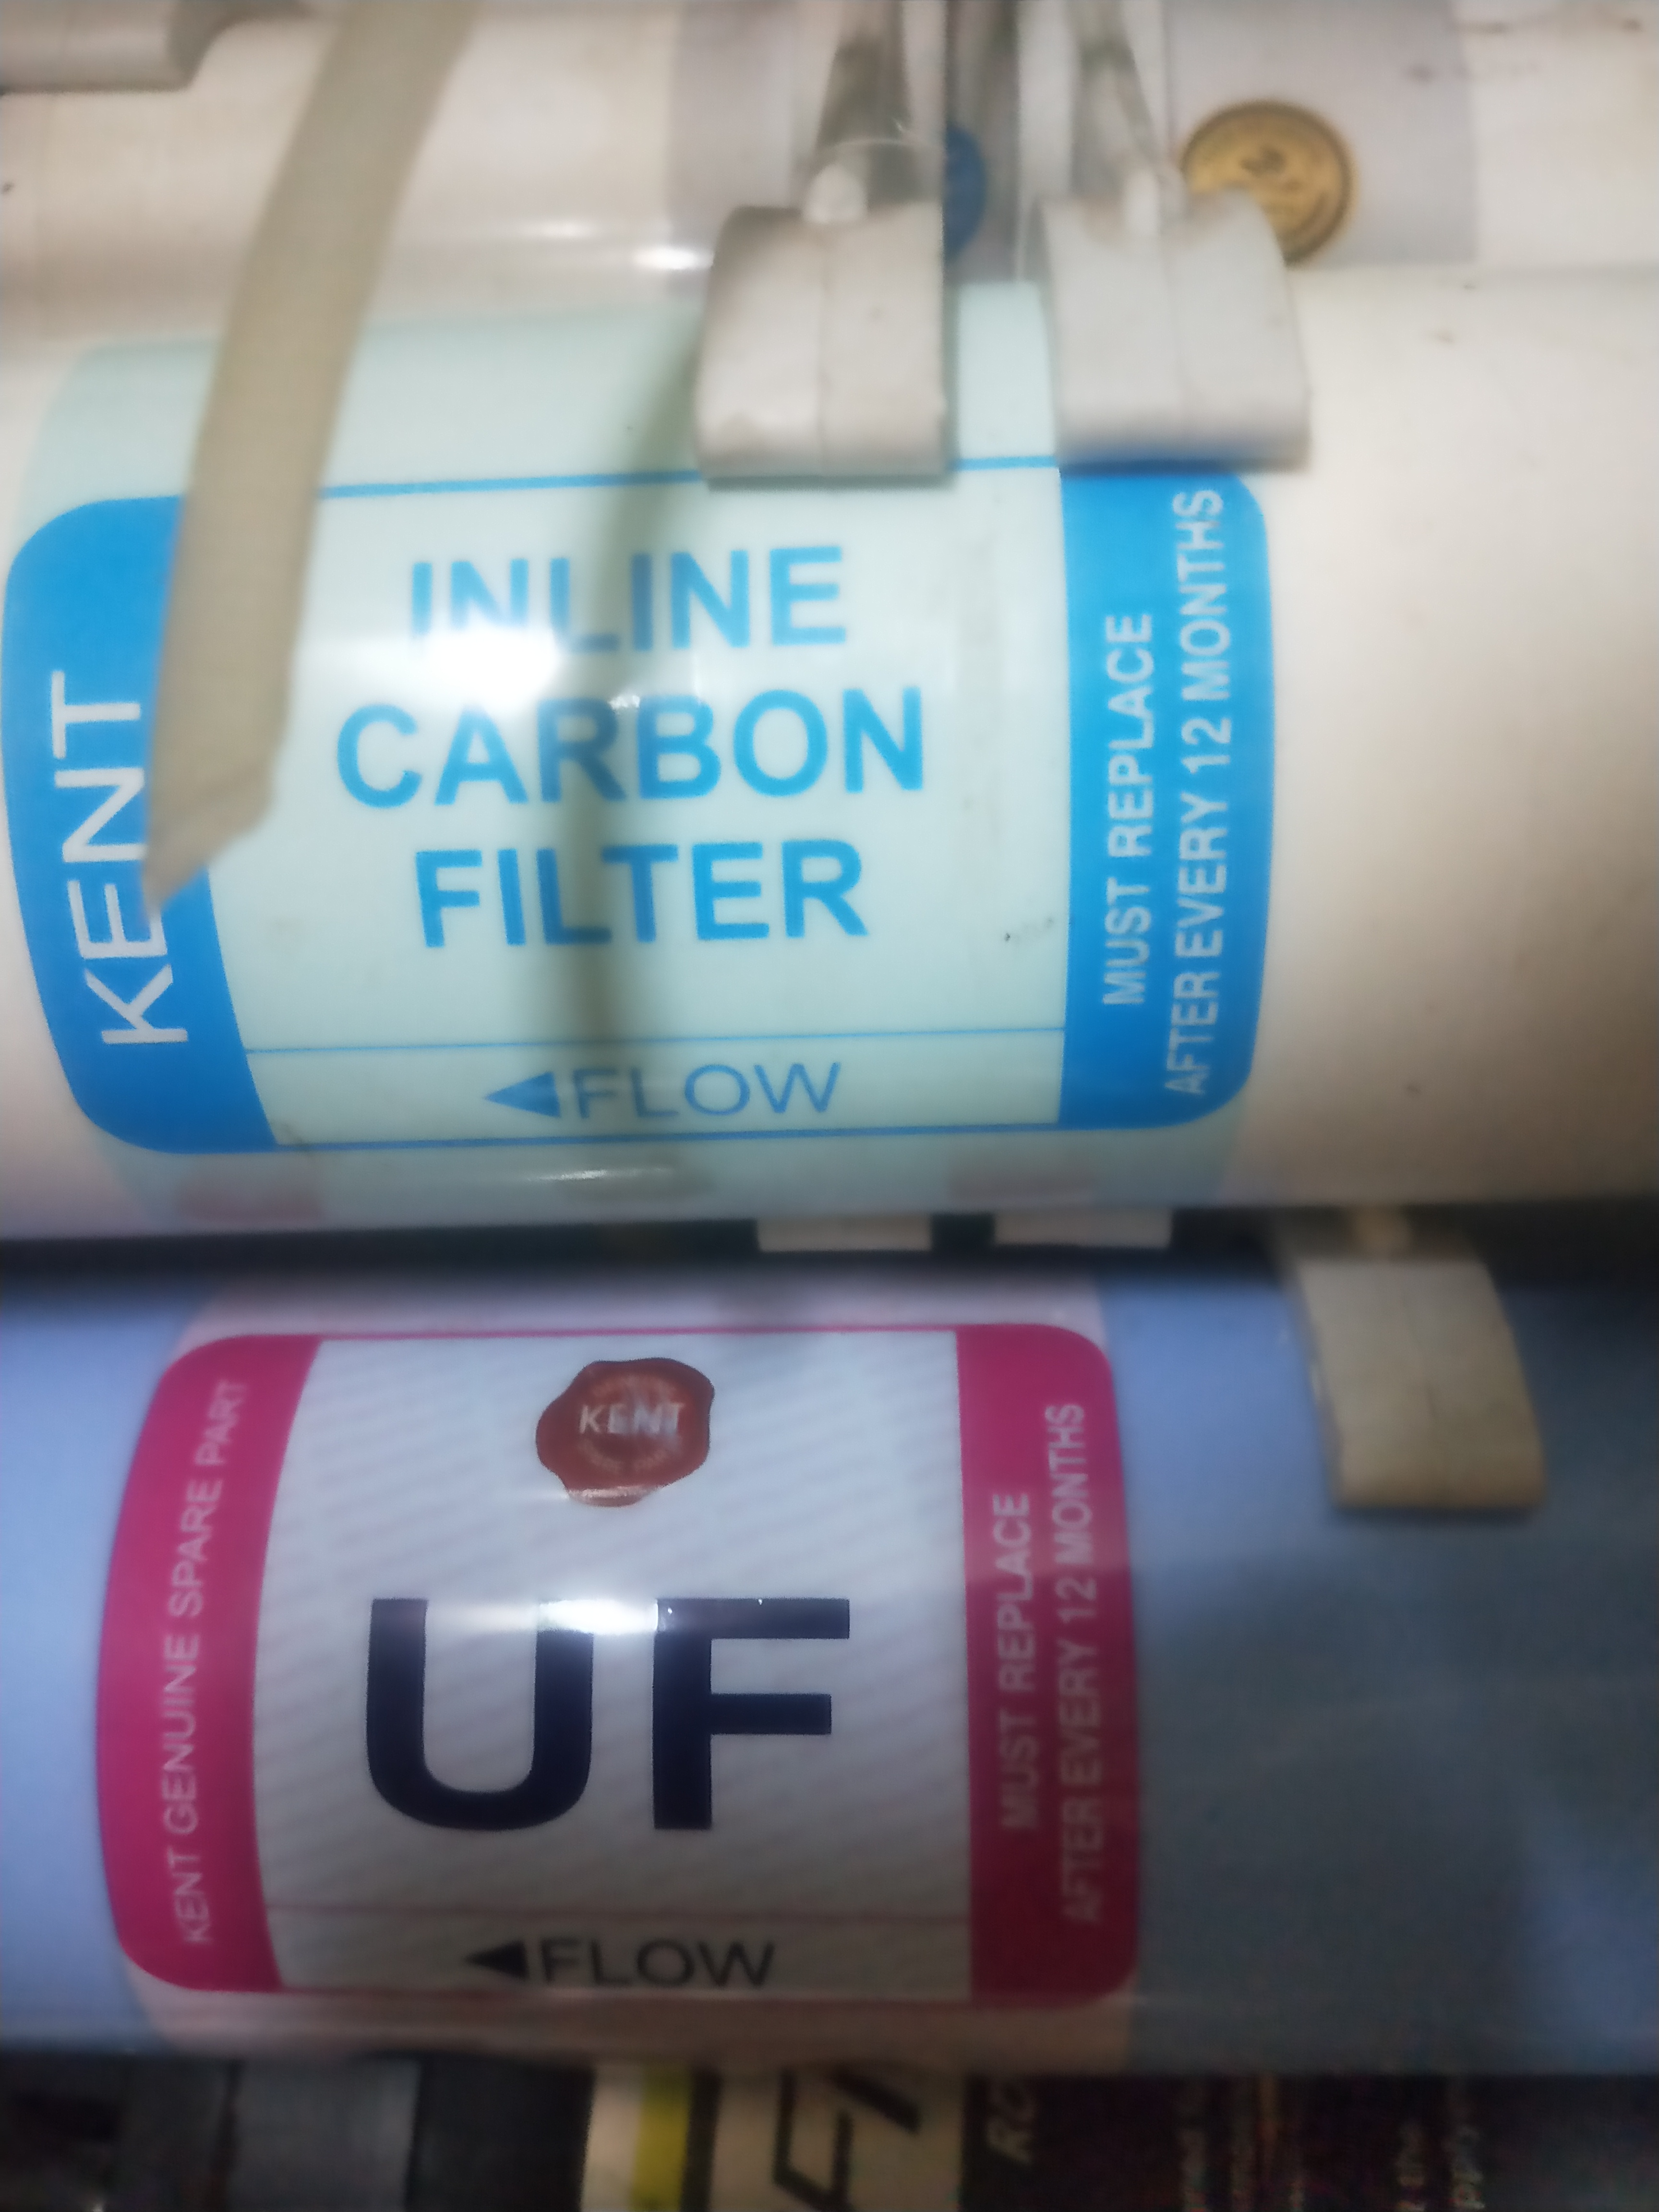 KENT
INLINE
CARBON
FILTER
◄FLOW
MUST REPLACE
AFTER EVERY 12 MONTHS
KENT GENUINE SPARE PART
KENT
UF
◄FLOW
MUST REPLACE
AFTER EVERY 12 MONTHS